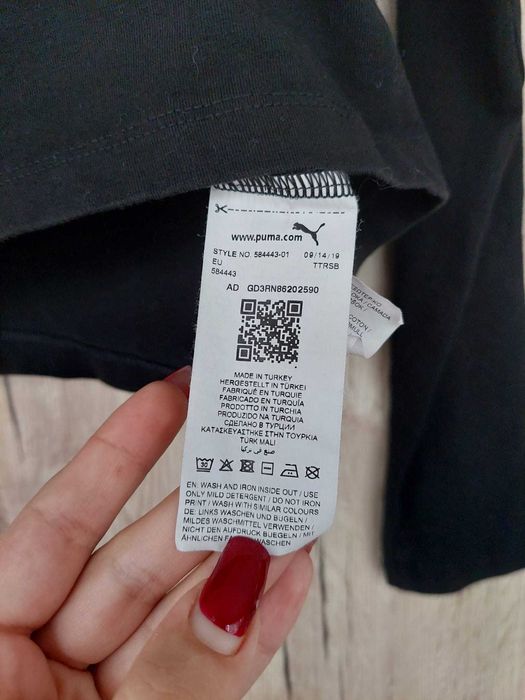 www.puma.com
STYLE NO. 584443-01 09/14/19
EU TTRSB
584443
AD GD3RN86202590
MADE IN TURKEY
HERGESTELLT IN TÜRKEI
FABRIQUÉ EN TURQUIE
FABRICADO EN TURQUÍA
PRODOTTO IN TURCHIA
PRODUZIDO NA TURQUIA
СДЕЛАНО В ТУРЦИИ
ΚΑΤΑΣΚΕΥΑΣΤΗΚΕ ΣΤΗΝ ΤΟΥΡΚΙΑ
TÜRK MALI
صنع في تركيا
30
EN: WASH AND IRON INSIDE OUT / USE
ONLY MILD DETERGENT / DO NOT IRON
PRINT / WASH WITH SIMILAR COLOURS
DE: LINKS WASCHEN UND BÜGELN /
MILDES WASCHMITTEL VERWENDEN /
NICHT DEN AUFDRUCK BUEGELN / MIT
ÄHNLICHEN WASCHEN